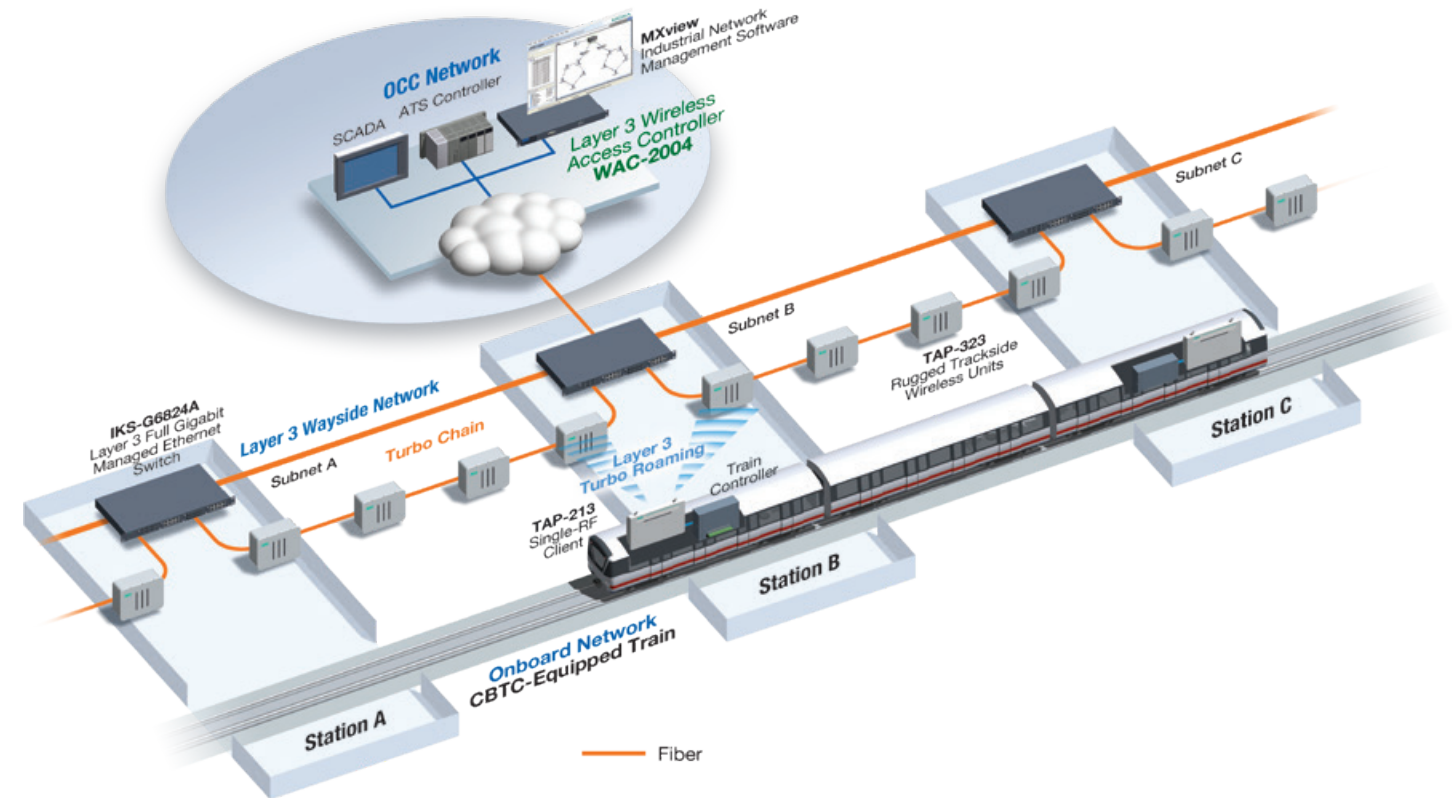 MXview
Industrial Network
Management Software
OCC Network
ATS Controller
SCADA
Layer 3 Wireless
Access Controller
WAC-2004
Subnet C
Subnet B
TAP-323
Rugged Trackside
Wireless Units
IKS-G6824A
Layer 3 Full Gigabit
Managed Ethernet
Switch
Layer 3 Wayside Network
Subnet A
Turbo Chain
Layer 3
Turbo Roaming
Train
Controller
TAP-213
Single-RF
Client
Station C
Station B
Onboard Network
CBTC-Equipped Train
Station A
Fiber